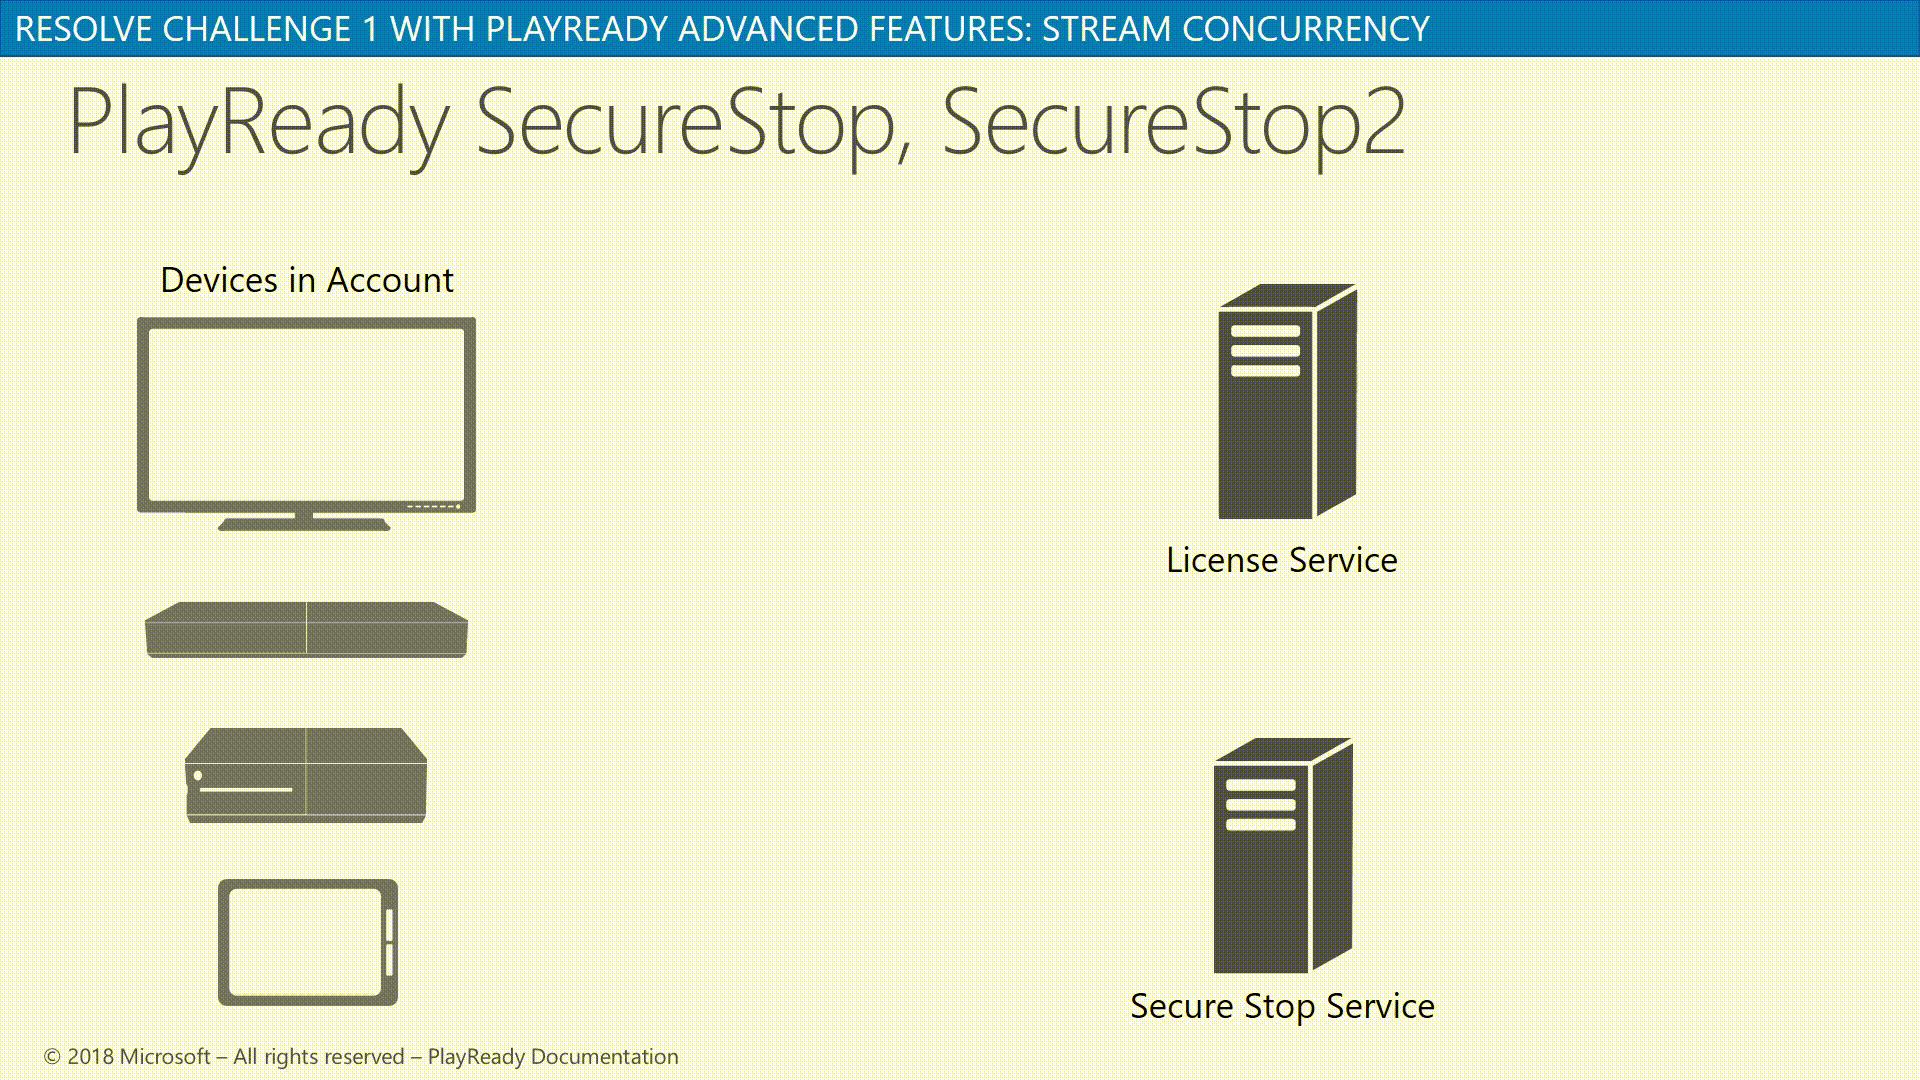 RESOLVE CHALLENGE 1 WITH PLAYREADY ADVANCED FEATURES: STREAM CONCURRENCY
PlayReady SecureStop, SecureStop2
Devices in Account
License Service
Secure Stop Service
© 2018 Microsoft – All rights reserved – PlayReady Documentation